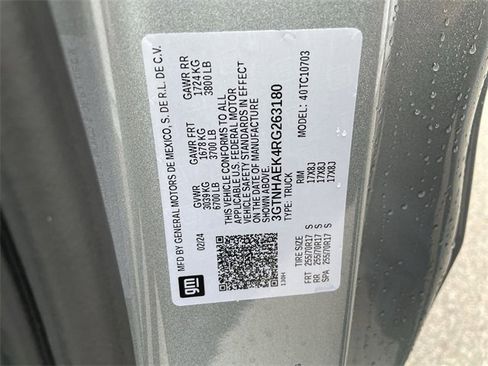 MFD BY GENERAL MOTORS DE MEXICO, S. DE R.L. DE C.V.
02/24 GVWR GAWR FRT GAWR RR
3039 KG 1678 KG 1724 KG
6700 LB 3700 LB 3800 LB
THIS VEHICLE CONFORMS TO ALL
APPLICABLE U.S. FEDERAL MOTOR
VEHICLE SAFETY STANDARDS IN EFFECT
ON THE DATE OF MANUFACTURE
SHOWN ABOVE.
3GTNHAEK4RG263180
TYPE: TRUCK MODEL: 40TC10703
TIRE SIZE RIM
FRT 255/70R17 S 17X8J
RR 255/70R17 S 17X8J
SPA 255/70R17 S 17X8J
gm
130H